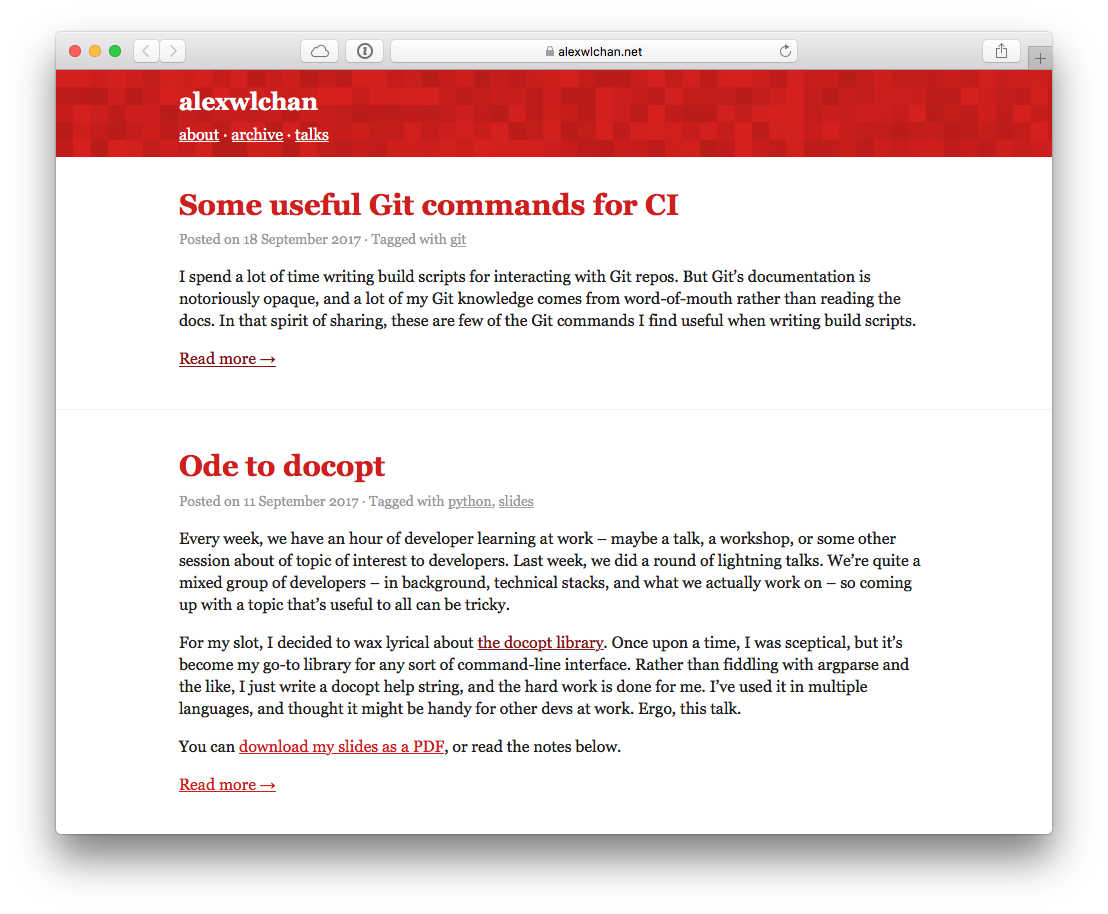 alexwlchan.net
alexwlchan
about · archive · talks
Some useful Git commands for CI
Posted on 18 September 2017 · Tagged with git
I spend a lot of time writing build scripts for interacting with Git repos. But Git’s documentation is
notoriously opaque, and a lot of my Git knowledge comes from word-of-mouth rather than reading the
docs. In that spirit of sharing, these are few of the Git commands I find useful when writing build scripts.
Read more →
Ode to docopt
Posted on 11 September 2017 · Tagged with python, slides
Every week, we have an hour of developer learning at work – maybe a talk, a workshop, or some other
session about of topic of interest to developers. Last week, we did a round of lightning talks. We’re quite a
mixed group of developers – in background, technical stacks, and what we actually work on – so coming
up with a topic that’s useful to all can be tricky.
For my slot, I decided to wax lyrical about the docopt library. Once upon a time, I was sceptical, but it’s
become my go-to library for any sort of command-line interface. Rather than fiddling with argparse and
the like, I just write a docopt help string, and the hard work is done for me. I’ve used it in multiple
languages, and thought it might be handy for other devs at work. Ergo, this talk.
You can download my slides as a PDF, or read the notes below.
Read more →